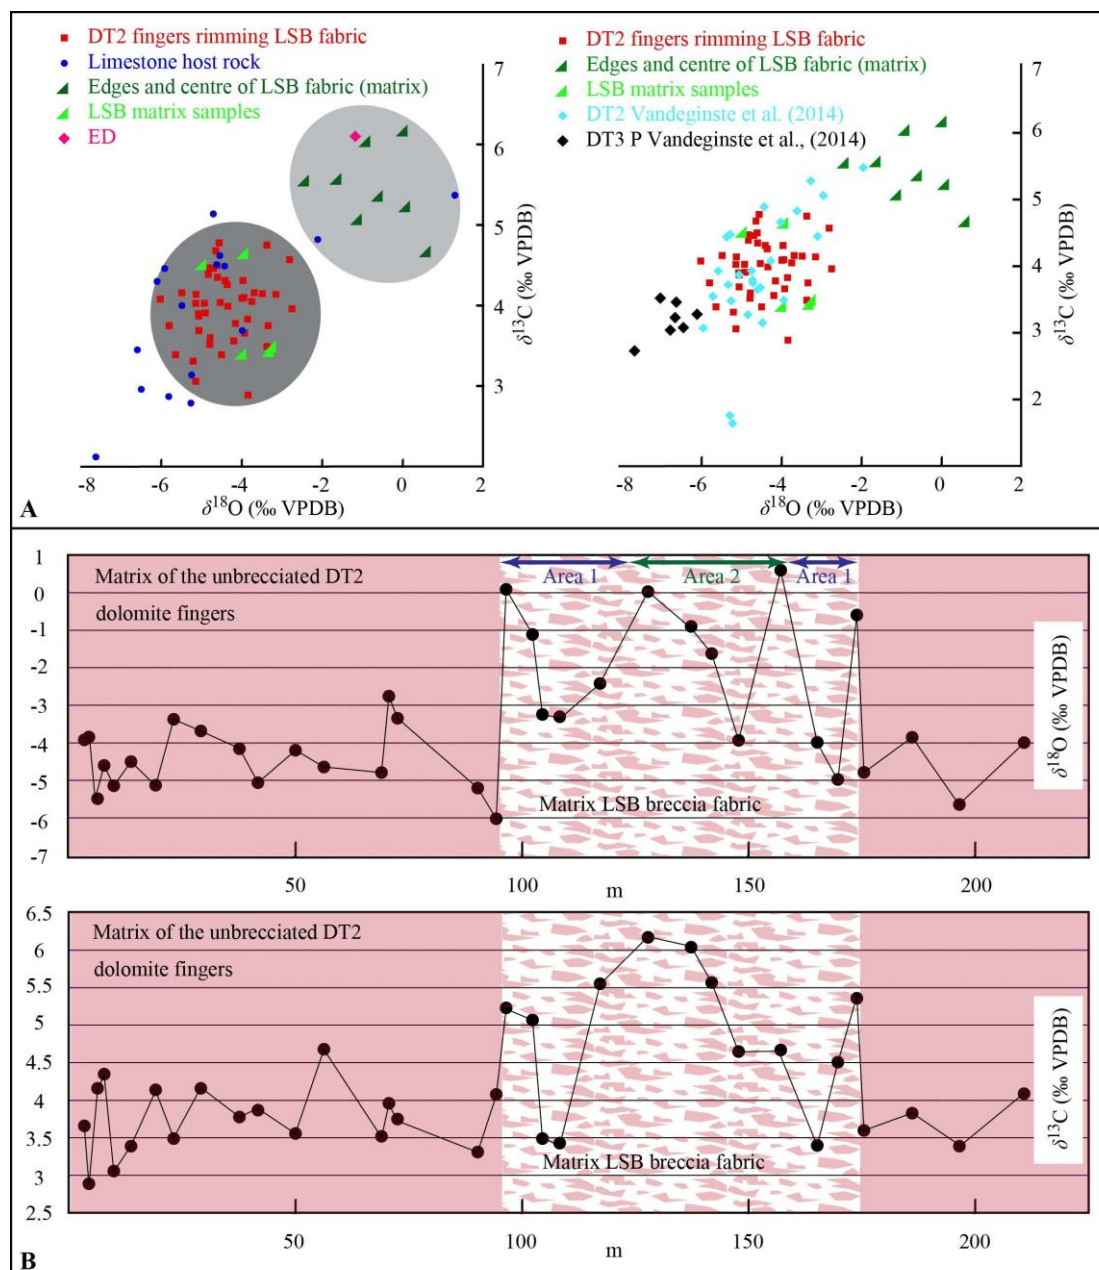 DT2 fingers rimming LSB fabric
Limestone host rock
Edges and centre of LSB fabric (matrix)
LSB matrix samples
ED
7
6
5
4
3
δ13C (‰ VPDB)
-8 -6 -4 -2 0 2
δ18O (‰ VPDB)
DT2 fingers rimming LSB fabric
Edges and centre of LSB fabric (matrix)
LSB matrix samples
DT2 Vandeginste et al. (2014)
DT3 P Vandeginste et al., (2014)
7
6
5
4
3
2
δ13C (‰ VPDB)
-8 -6 -4 -2 0 2
δ18O (‰ VPDB)
A
1
0
-1
-2
-3
-4
-5
-6
-7
Matrix of the unbrecciated DT2
dolomite fingers
Area 1 Area 2 Area 1
Matrix LSB breccia fabric
δ18O (‰ VPDB)
50 100 150 200
m
6.5
6
5.5
5
4.5
4
3.5
3
2.5
Matrix of the unbrecciated DT2
dolomite fingers
Matrix LSB breccia fabric
δ13C (‰ VPDB)
50 100 150 200
m
B